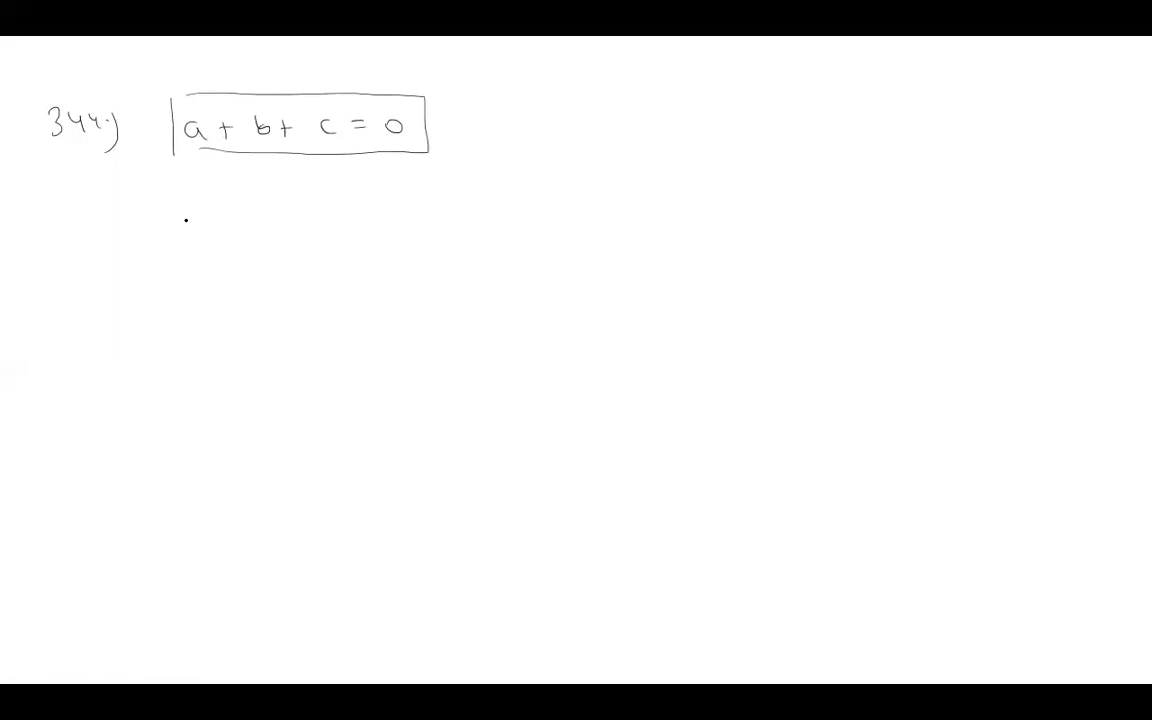 344.) a + b + c = 0